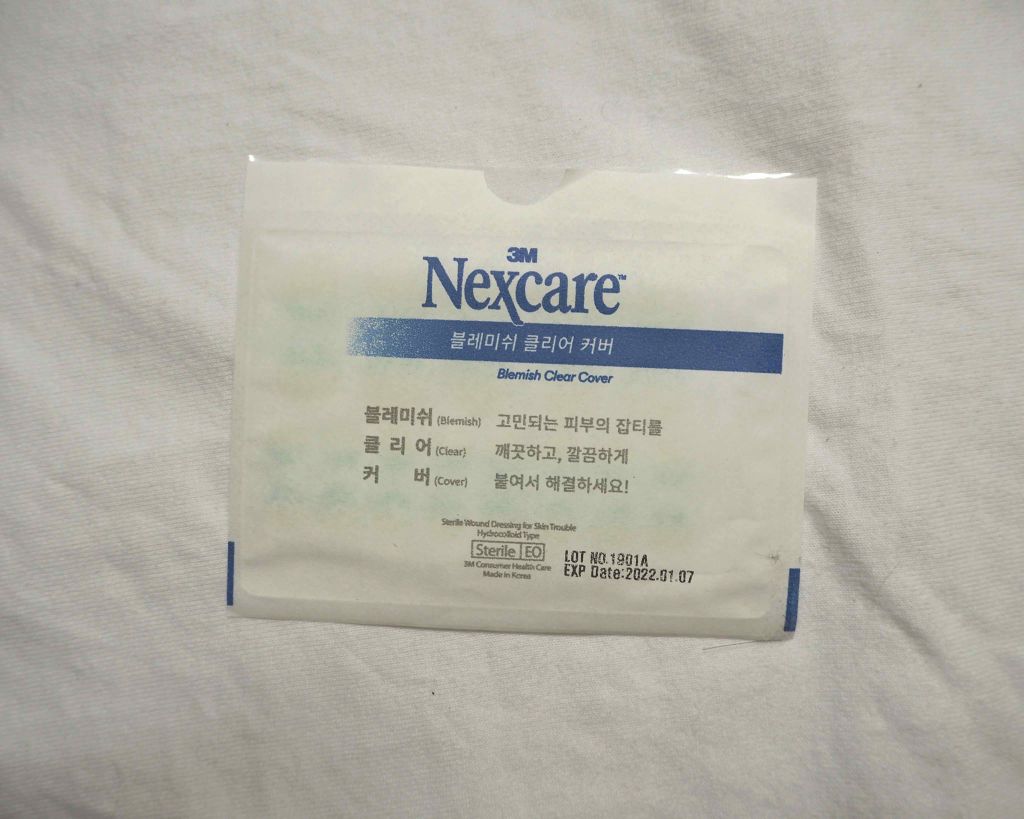 3M
Nexcare™
블레미쉬 클리어 커버
Blemish Clear Cover
블레미쉬 (Blemish) 고민되는 피부의 잡티를
클 리 어 (Clear) 깨끗하고, 깔끔하게
커 버 (Cover) 붙여서 해결하세요!
Sterile Wound Dressing for Skin Trouble
Hydrocolloid Type
Sterile EO
3M Consumer Health Care
Made in Korea
LOT NO.1901A
EXP Date:2022.01.07